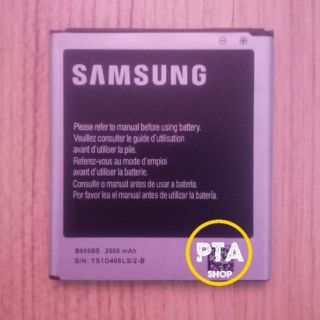 SAMSUNG
Please refer to manual before using battery.
Veuillez consulter le guide d'utilisation
avant d'utiliser la pile.
Referez-vous au mode d'emploi
avant d'utiliser la batterie.
Consulte o manual antes de usar a bateria.
Por favor lea el manual antes de utilizar la batería.
B600BE 2600 mAh
S/N: YS1D406LS/2-B
PTA
SHOP